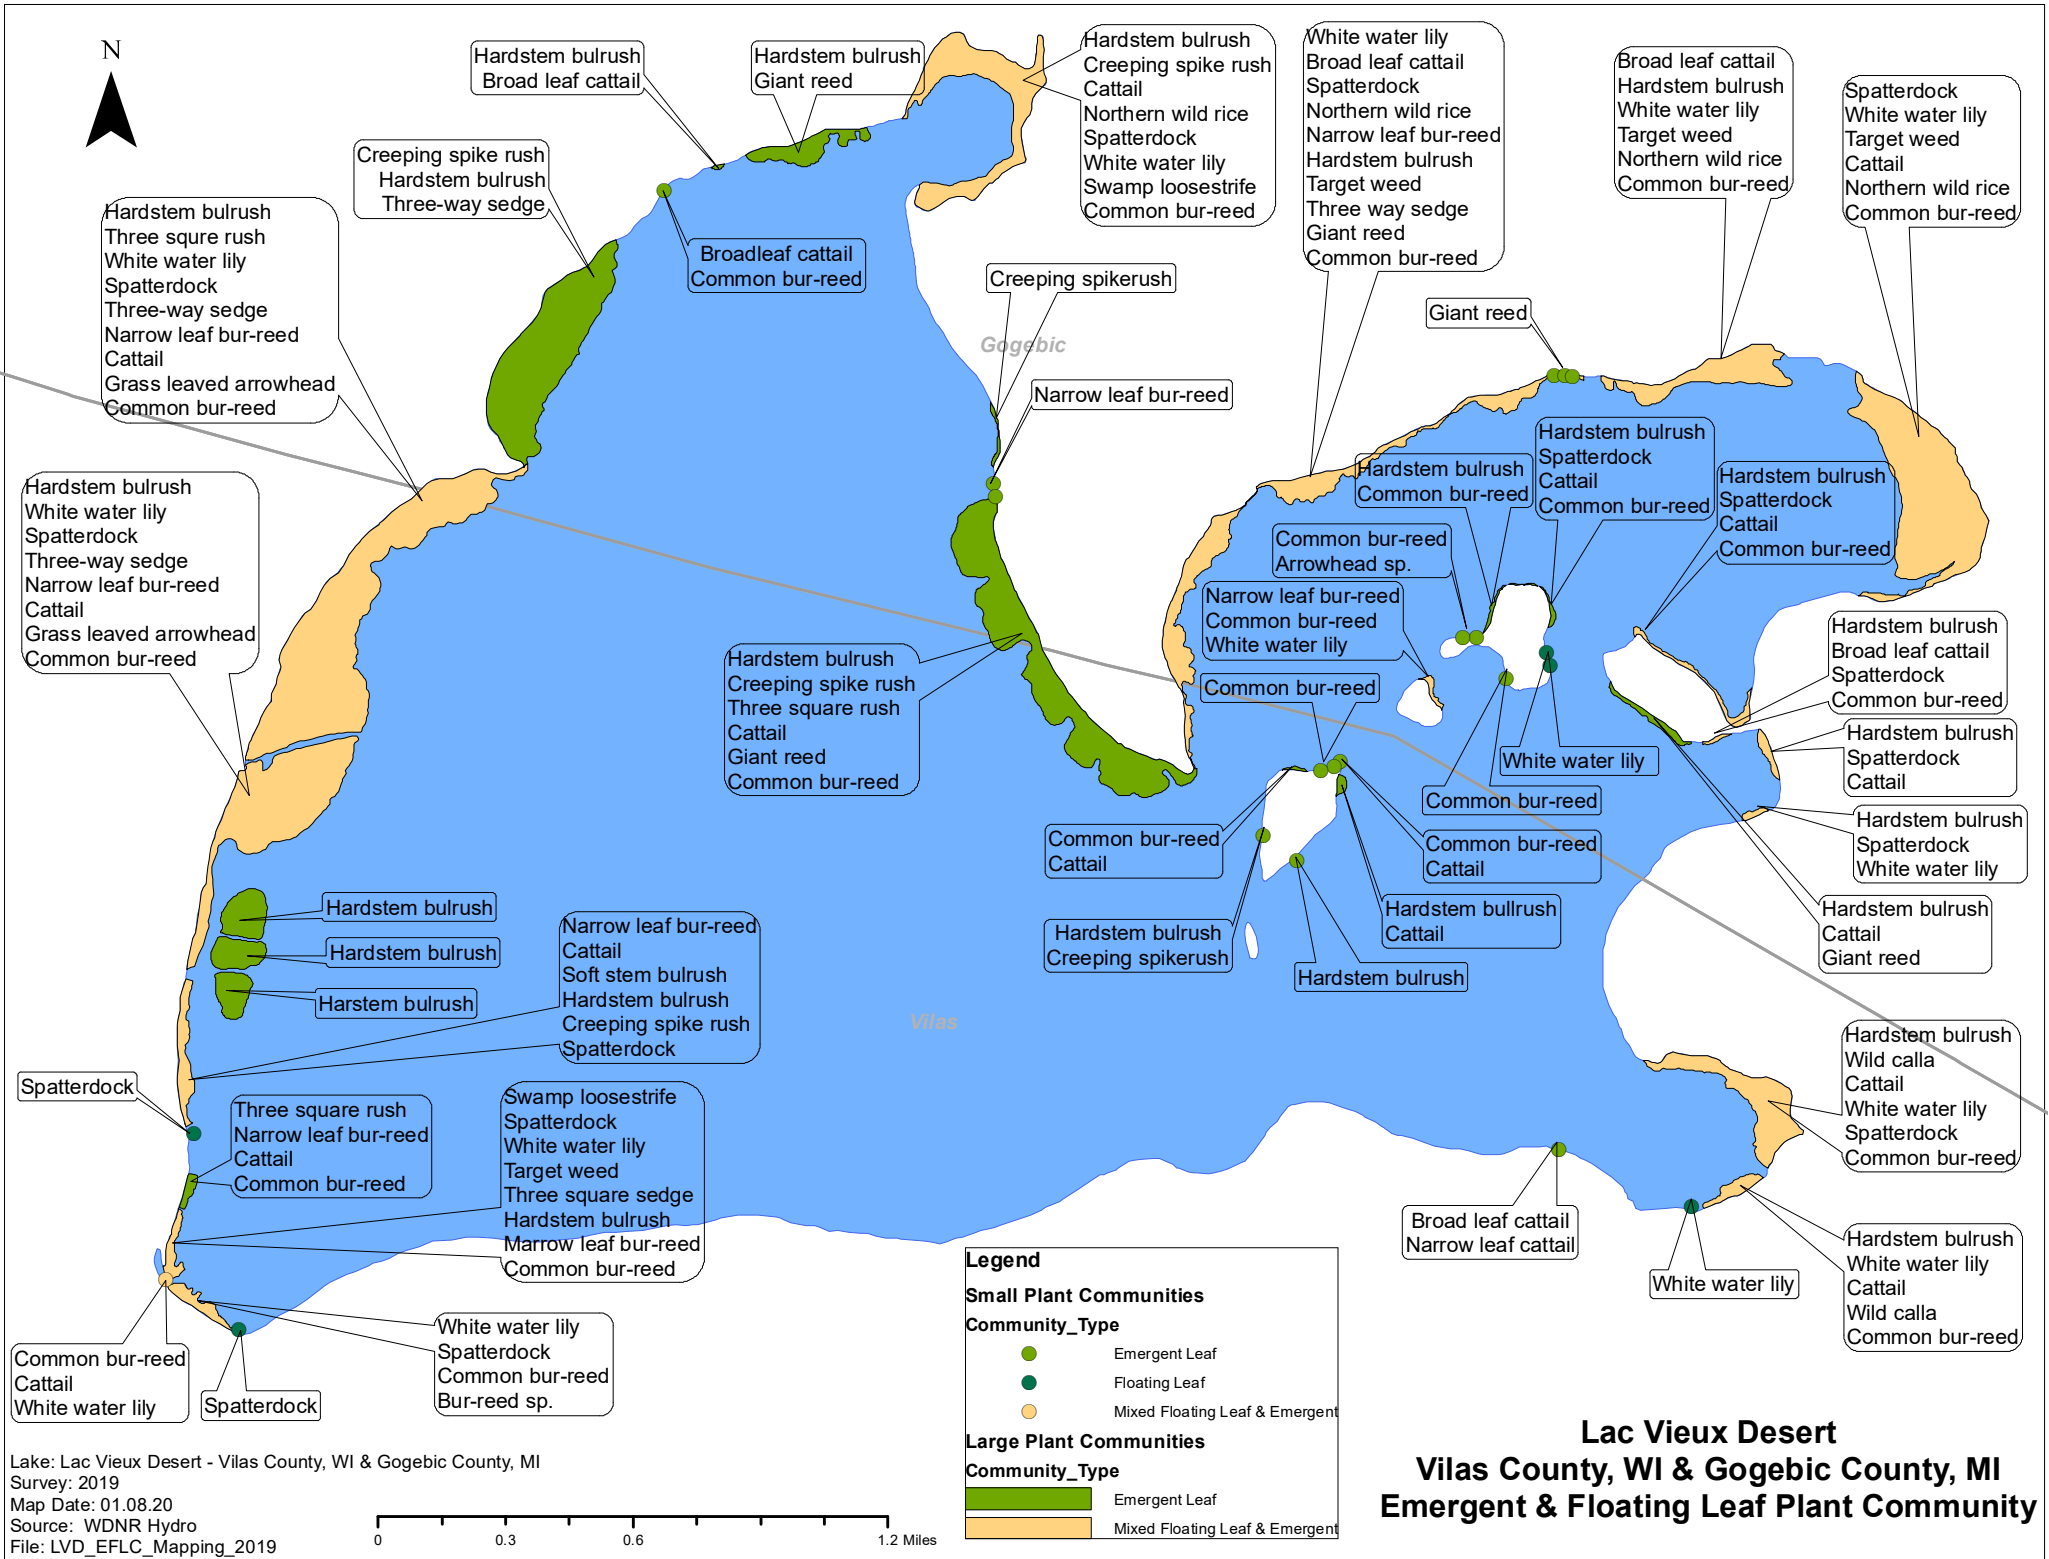 N
Hardstem bulrush
Broad leaf cattail
Hardstem bulrush
Giant reed
Hardstem bulrush
Creeping spike rush
Cattail
Northern wild rice
Spatterdock
White water lily
Swamp loosestrife
Common bur-reed
White water lily
Broad leaf cattail
Spatterdock
Northern wild rice
Narrow leaf bur-reed
Hardstem bulrush
Target weed
Three way sedge
Giant reed
Common bur-reed
Broad leaf cattail
Hardstem bulrush
White water lily
Target weed
Northern wild rice
Common bur-reed
Spatterdock
White water lily
Target weed
Cattail
Northern wild rice
Common bur-reed
Creeping spike rush
Hardstem bulrush
Three-way sedge
Hardstem bulrush
Three squre rush
White water lily
Spatterdock
Three-way sedge
Narrow leaf bur-reed
Cattail
Grass leaved arrowhead
Common bur-reed
Broadleaf cattail
Common bur-reed
Creeping spikerush
Gogebic
Giant reed
Narrow leaf bur-reed
Hardstem bulrush
White water lily
Spatterdock
Three-way sedge
Narrow leaf bur-reed
Cattail
Grass leaved arrowhead
Common bur-reed
Hardstem bulrush
Common bur-reed
Hardstem bulrush
Spatterdock
Cattail
Common bur-reed
Hardstem bulrush
Spatterdock
Cattail
Common bur-reed
Common bur-reed
Arrowhead sp.
Narrow leaf bur-reed
Common bur-reed
White water lily
Common bur-reed
Hardstem bulrush
Creeping spike rush
Three square rush
Cattail
Giant reed
Common bur-reed
Hardstem bulrush
Broad leaf cattail
Spatterdock
Common bur-reed
Hardstem bulrush
Spatterdock
Cattail
White water lily
Common bur-reed
Hardstem bulrush
Spatterdock
White water lily
Common bur-reed
Cattail
Common bur-reed
Cattail
Hardstem bullrush
Cattail
Hardstem bulrush
Cattail
Giant reed
Hardstem bulrush
Creeping spikerush
Hardstem bulrush
Hardstem bulrush
Hardstem bulrush
Harstem bulrush
Narrow leaf bur-reed
Cattail
Soft stem bulrush
Hardstem bulrush
Creeping spike rush
Spatterdock
Vilas
Hardstem bulrush
Wild calla
Cattail
White water lily
Spatterdock
Common bur-reed
Spatterdock
Three square rush
Narrow leaf bur-reed
Cattail
Common bur-reed
Swamp loosestrife
Spatterdock
White water lily
Target weed
Three square sedge
Hardstem bulrush
Marrow leaf bur-reed
Common bur-reed
Broad leaf cattail
Narrow leaf cattail
White water lily
Hardstem bulrush
White water lily
Cattail
Wild calla
Common bur-reed
Common bur-reed
Cattail
White water lily
Spatterdock
White water lily
Spatterdock
Common bur-reed
Bur-reed sp.
Legend
Small Plant Communities
Community_Type
Emergent Leaf
Floating Leaf
Mixed Floating Leaf & Emergent
Large Plant Communities
Community_Type
Emergent Leaf
Mixed Floating Leaf & Emergent
Lac Vieux Desert
Vilas County, WI & Gogebic County, MI
Emergent & Floating Leaf Plant Community
Lake: Lac Vieux Desert - Vilas County, WI & Gogebic County, MI
Survey: 2019
Map Date: 01.08.20
Source: WDNR Hydro
File: LVD_EFLC_Mapping_2019
0 0.3 0.6 1.2 Miles